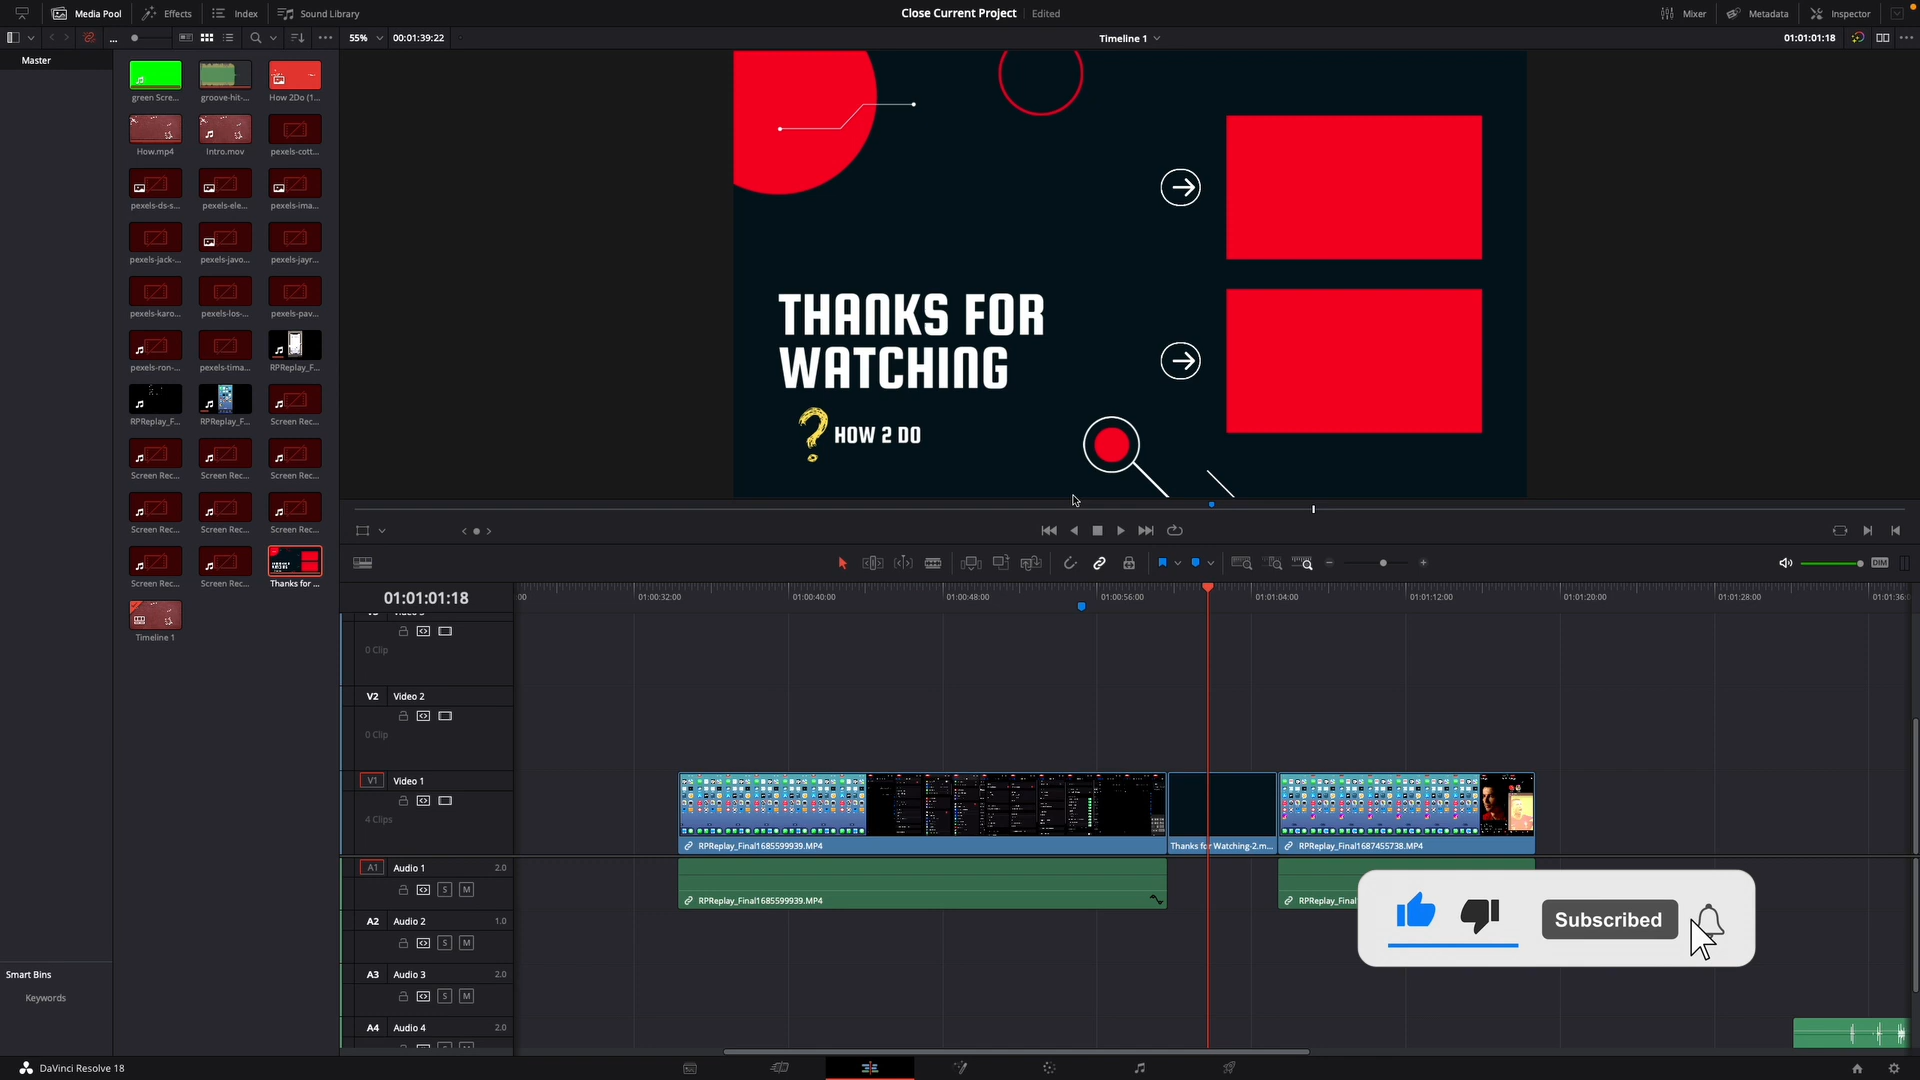 Media Pool
Effects
Index
Sound Library
Close Current Project
Edited
Mixer
Metadata
Inspector
...
55%
00:01:39:22
Timeline 1
01:01:01:18
Master
green Scre...
groove-hit-...
How 2Do (1...
How.mp4
Intro.mov
pexels-cott...
pexels-ds-s...
pexels-ele...
pexels-ima...
pexels-jack-...
pexels-javo...
pexels-jayr...
pexels-karo...
pexels-los-...
pexels-pav...
pexels-ron-...
pexels-tima...
RPReplay_F...
RPReplay_F...
RPReplay_F...
Screen Rec...
Screen Rec...
Screen Rec...
Screen Rec...
Screen Rec...
Screen Rec...
Screen Rec...
Screen Rec...
Screen Rec...
Thanks for ...
Timeline 1
Smart Bins
Keywords
THANKS FOR
WATCHING
? HOW 2 DO
DIM
01:01:01:18
01:00:32:00
01:00:40:00
01:00:48:00
01:00:56:00
01:01:04:00
01:01:12:00
01:01:20:00
01:01:28:00
01:01:36:0
0 Clip
V2 Video 2
0 Clip
V1 Video 1
4 Clips
RPReplay_Final1685599939.MP4
Thanks for Watching-2.m...
RPReplay_Final1687455738.MP4
A1 Audio 1 2.0
S M
RPReplay_Final1685599939.MP4
RPReplay_Final
A2 Audio 2 1.0
S M
A3 Audio 3 2.0
S M
A4 Audio 4 2.0
Subscribed
DaVinci Resolve 18